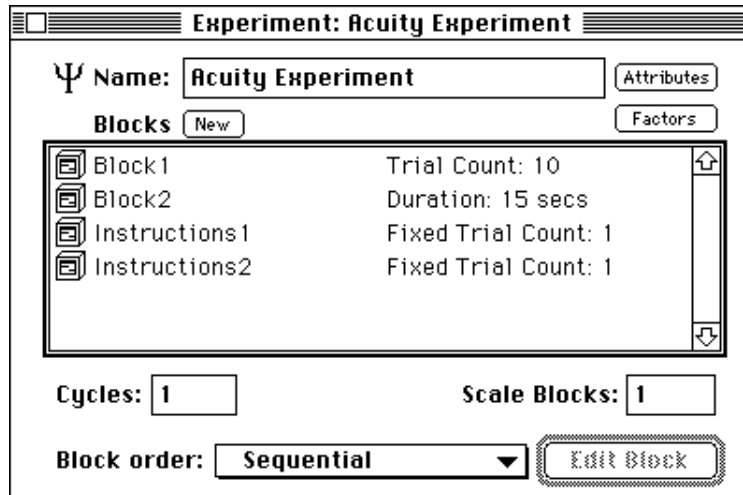 Experiment: Acuity Experiment
Ψ Name: Acuity Experiment Attributes
Blocks New Factors
Block1 Trial Count: 10
Block2 Duration: 15 secs
Instructions1 Fixed Trial Count: 1
Instructions2 Fixed Trial Count: 1
Cycles: 1 Scale Blocks: 1
Block order: Sequential Edit Block